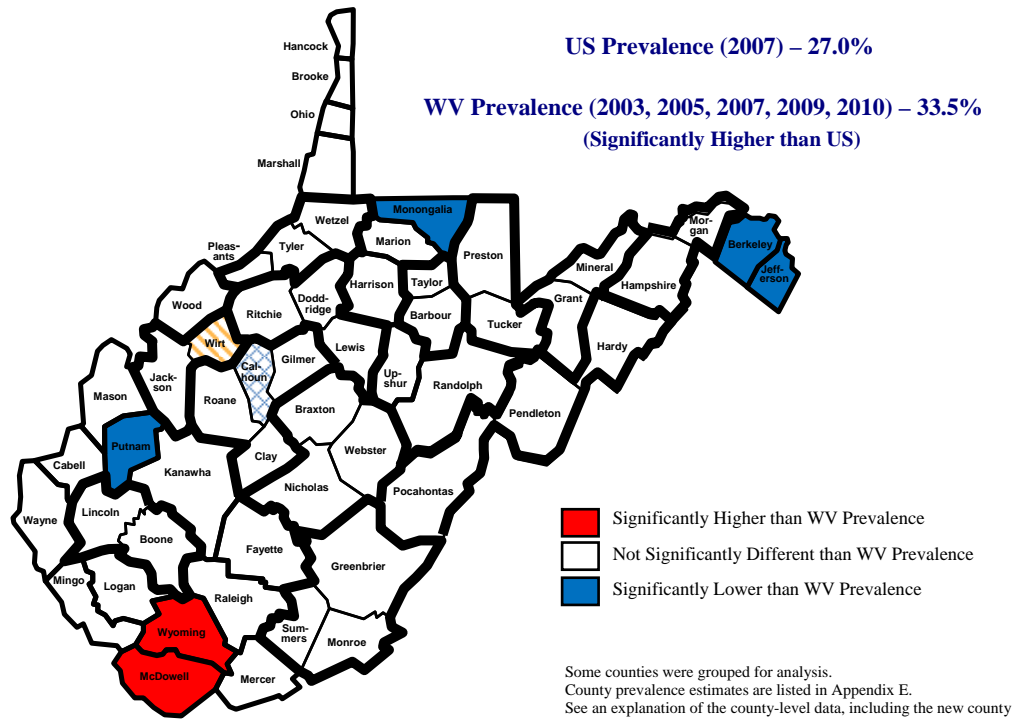 US Prevalence (2007) – 27.0%
WV Prevalence (2003, 2005, 2007, 2009, 2010) – 33.5%
(Significantly Higher than US)
Hancock
Brooke
Ohio
Marshall
Wetzel
Monongalia
Marion
Preston
Mor-
gan
Berkeley
Jeff-
erson
Pleas-
ants
Tyler
Mineral
Hampshire
Grant
Wood
Ritchie
Dodd-
ridge
Harrison
Taylor
Barbour
Tucker
Hardy
Wirt
Cal-
houn
Gilmer
Lewis
Up-
shur
Randolph
Pendleton
Jack-
son
Mason
Roane
Braxton
Webster
Putnam
Cabell
Kanawha
Clay
Nicholas
Pocahontas
Lincoln
Wayne
Boone
Fayette
Greenbrier
Mingo
Logan
Raleigh
Wyoming
Sum-
mers
Monroe
McDowell
Mercer
Significantly Higher than WV Prevalence
Not Significantly Different than WV Prevalence
Significantly Lower than WV Prevalence
Some counties were grouped for analysis.
County prevalence estimates are listed in Appendix E.
See an explanation of the county-level data, including the new county